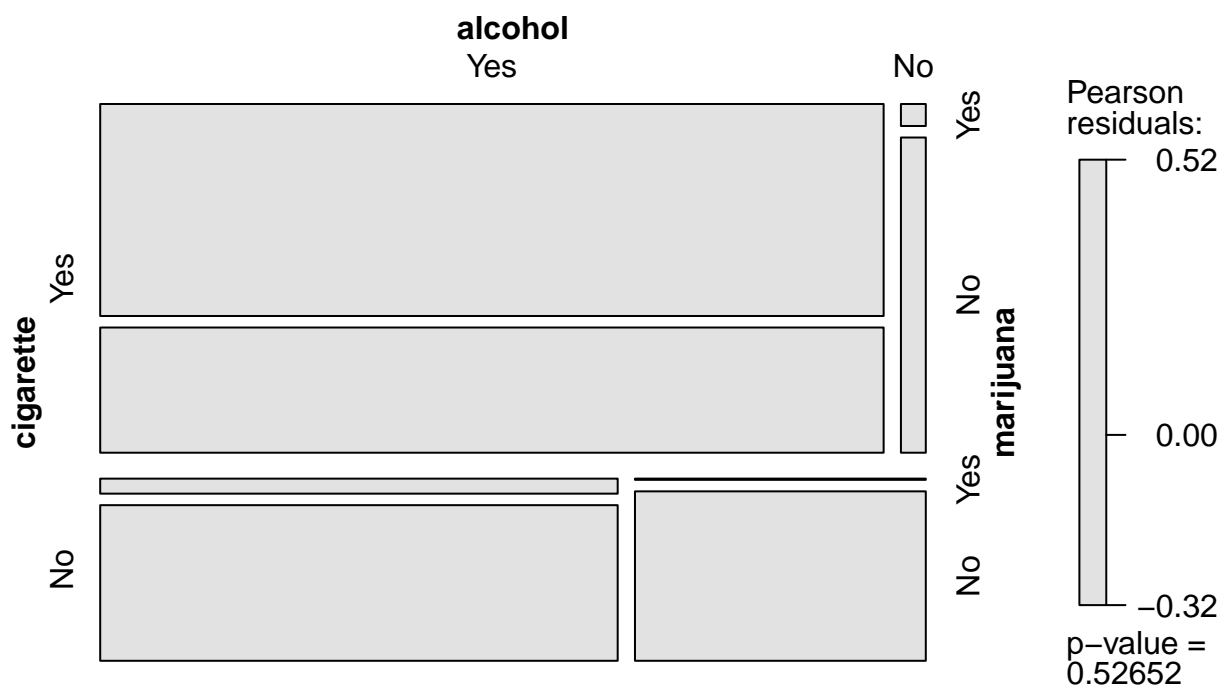 alcohol
Yes
No
Yes
No
Yes
No
Yes
No
cigarette
marijuana
Pearson
residuals:
0.52
0.00
−0.32
p−value =
0.52652